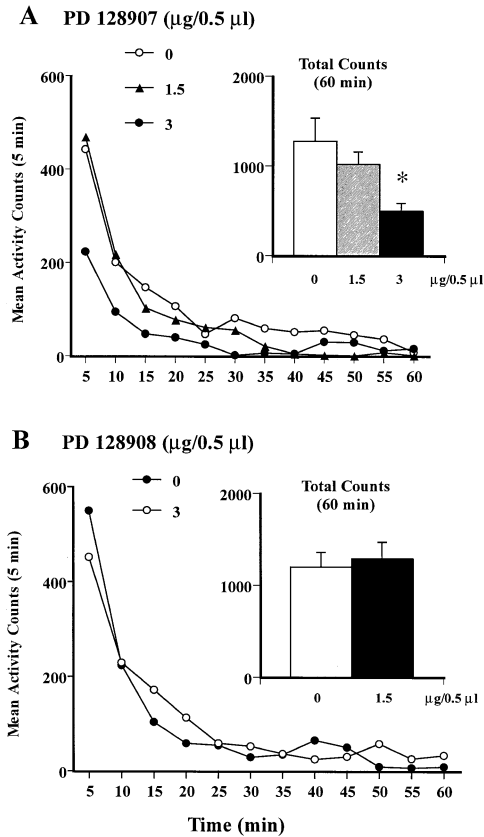 A PD 128907 (µg/0.5 µl)
0
1.5
3
Total Counts
(60 min)
2000
1000
0
*
0 1.5 3 µg/0.5 µl
Mean Activity Counts (5 min)
600
400
200
0
5 10 15 20 25 30 35 40 45 50 55 60
B PD 128908 (µg/0.5 µl)
0
3
Total Counts
(60 min)
2000
1000
0
0 1.5 µg/0.5 µl
Mean Activity Counts (5 min)
600
400
200
0
5 10 15 20 25 30 35 40 45 50 55 60
Time (min)